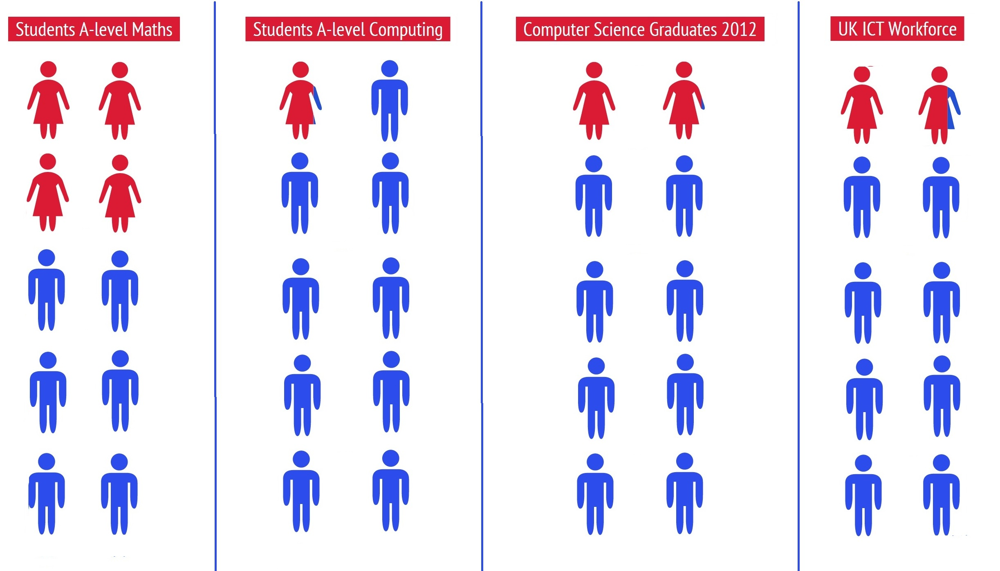 Students A-level Maths
Students A-level Computing
Computer Science Graduates 2012
UK ICT Workforce